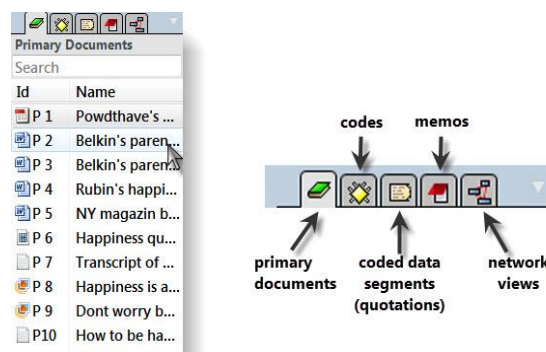 Primary Documents
Search
Id Name
P 1 Powdthave's ...
P 2 Belkin's paren...
P 3 Belkin's paren...
P 4 Rubin's happi...
P 5 NY magazin b...
P 6 Happiness qu...
P 7 Transcript of ...
P 8 Happiness is a...
P 9 Dont worry b...
P10 How to be ha...
codes memos
primary
documents
coded data
segments
(quotations)
network
views